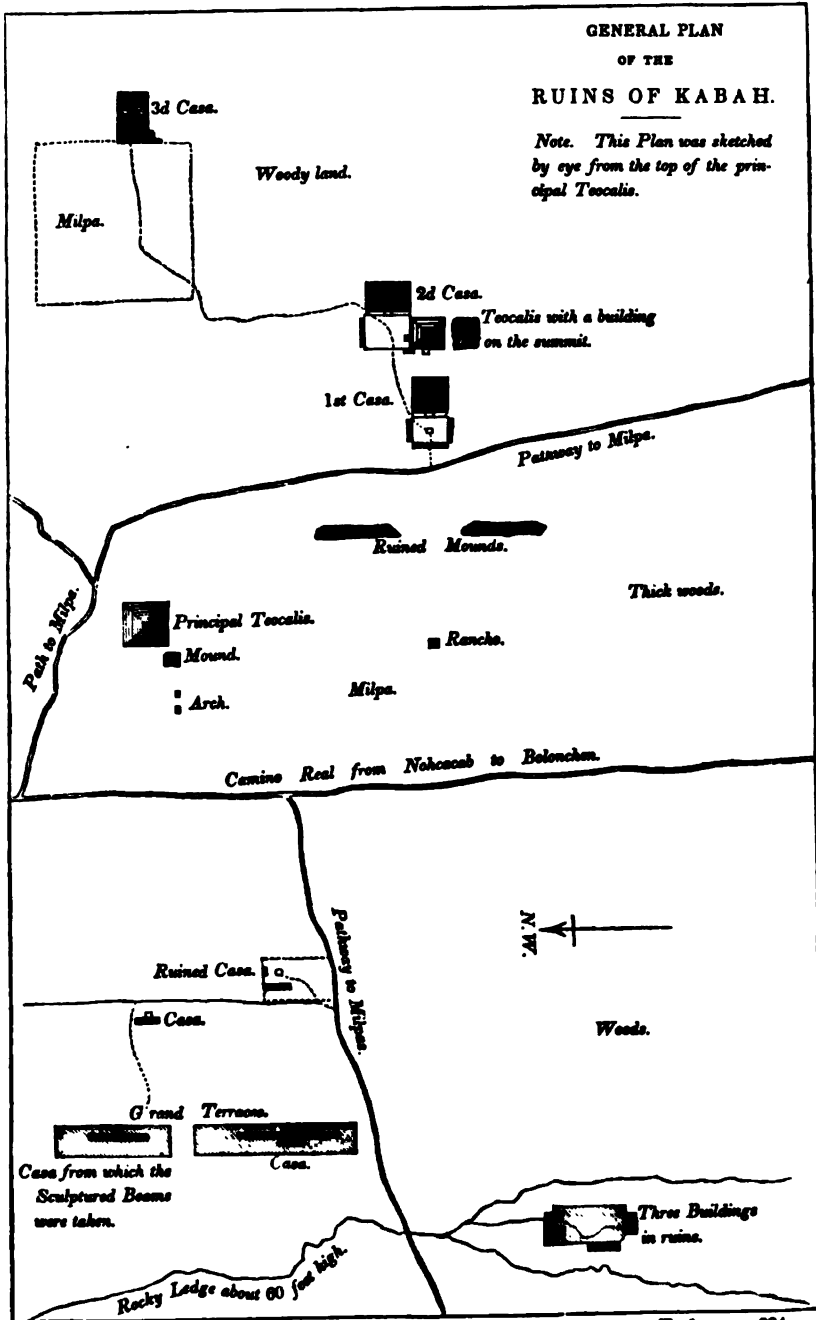 GENERAL PLAN
OF THE
RUINS OF KABAH.
Note. This Plan was sketched
by eye from the top of the prin-
cipal Teocalis.
3d Casa.
Woody land.
Milpa.
2d Casa.
Teocalis with a building
on the summit.
1st Casa.
Pathway to Milpa.
Ruined Mounds.
Thick woods.
Path to Milpa.
Principal Teocalis.
Rancho.
Mound.
Milpa.
Arch.
Camino Real from Nohcacab to Bolonchen.
N.W.
Pathway to Milpas.
Ruined Casa.
Casa.
Woods.
Grand Terraces.
Casa.
Casa from which the
Sculptured Beams
were taken.
Three Buildings
in ruins.
Rocky Ledge about 60 feet high.